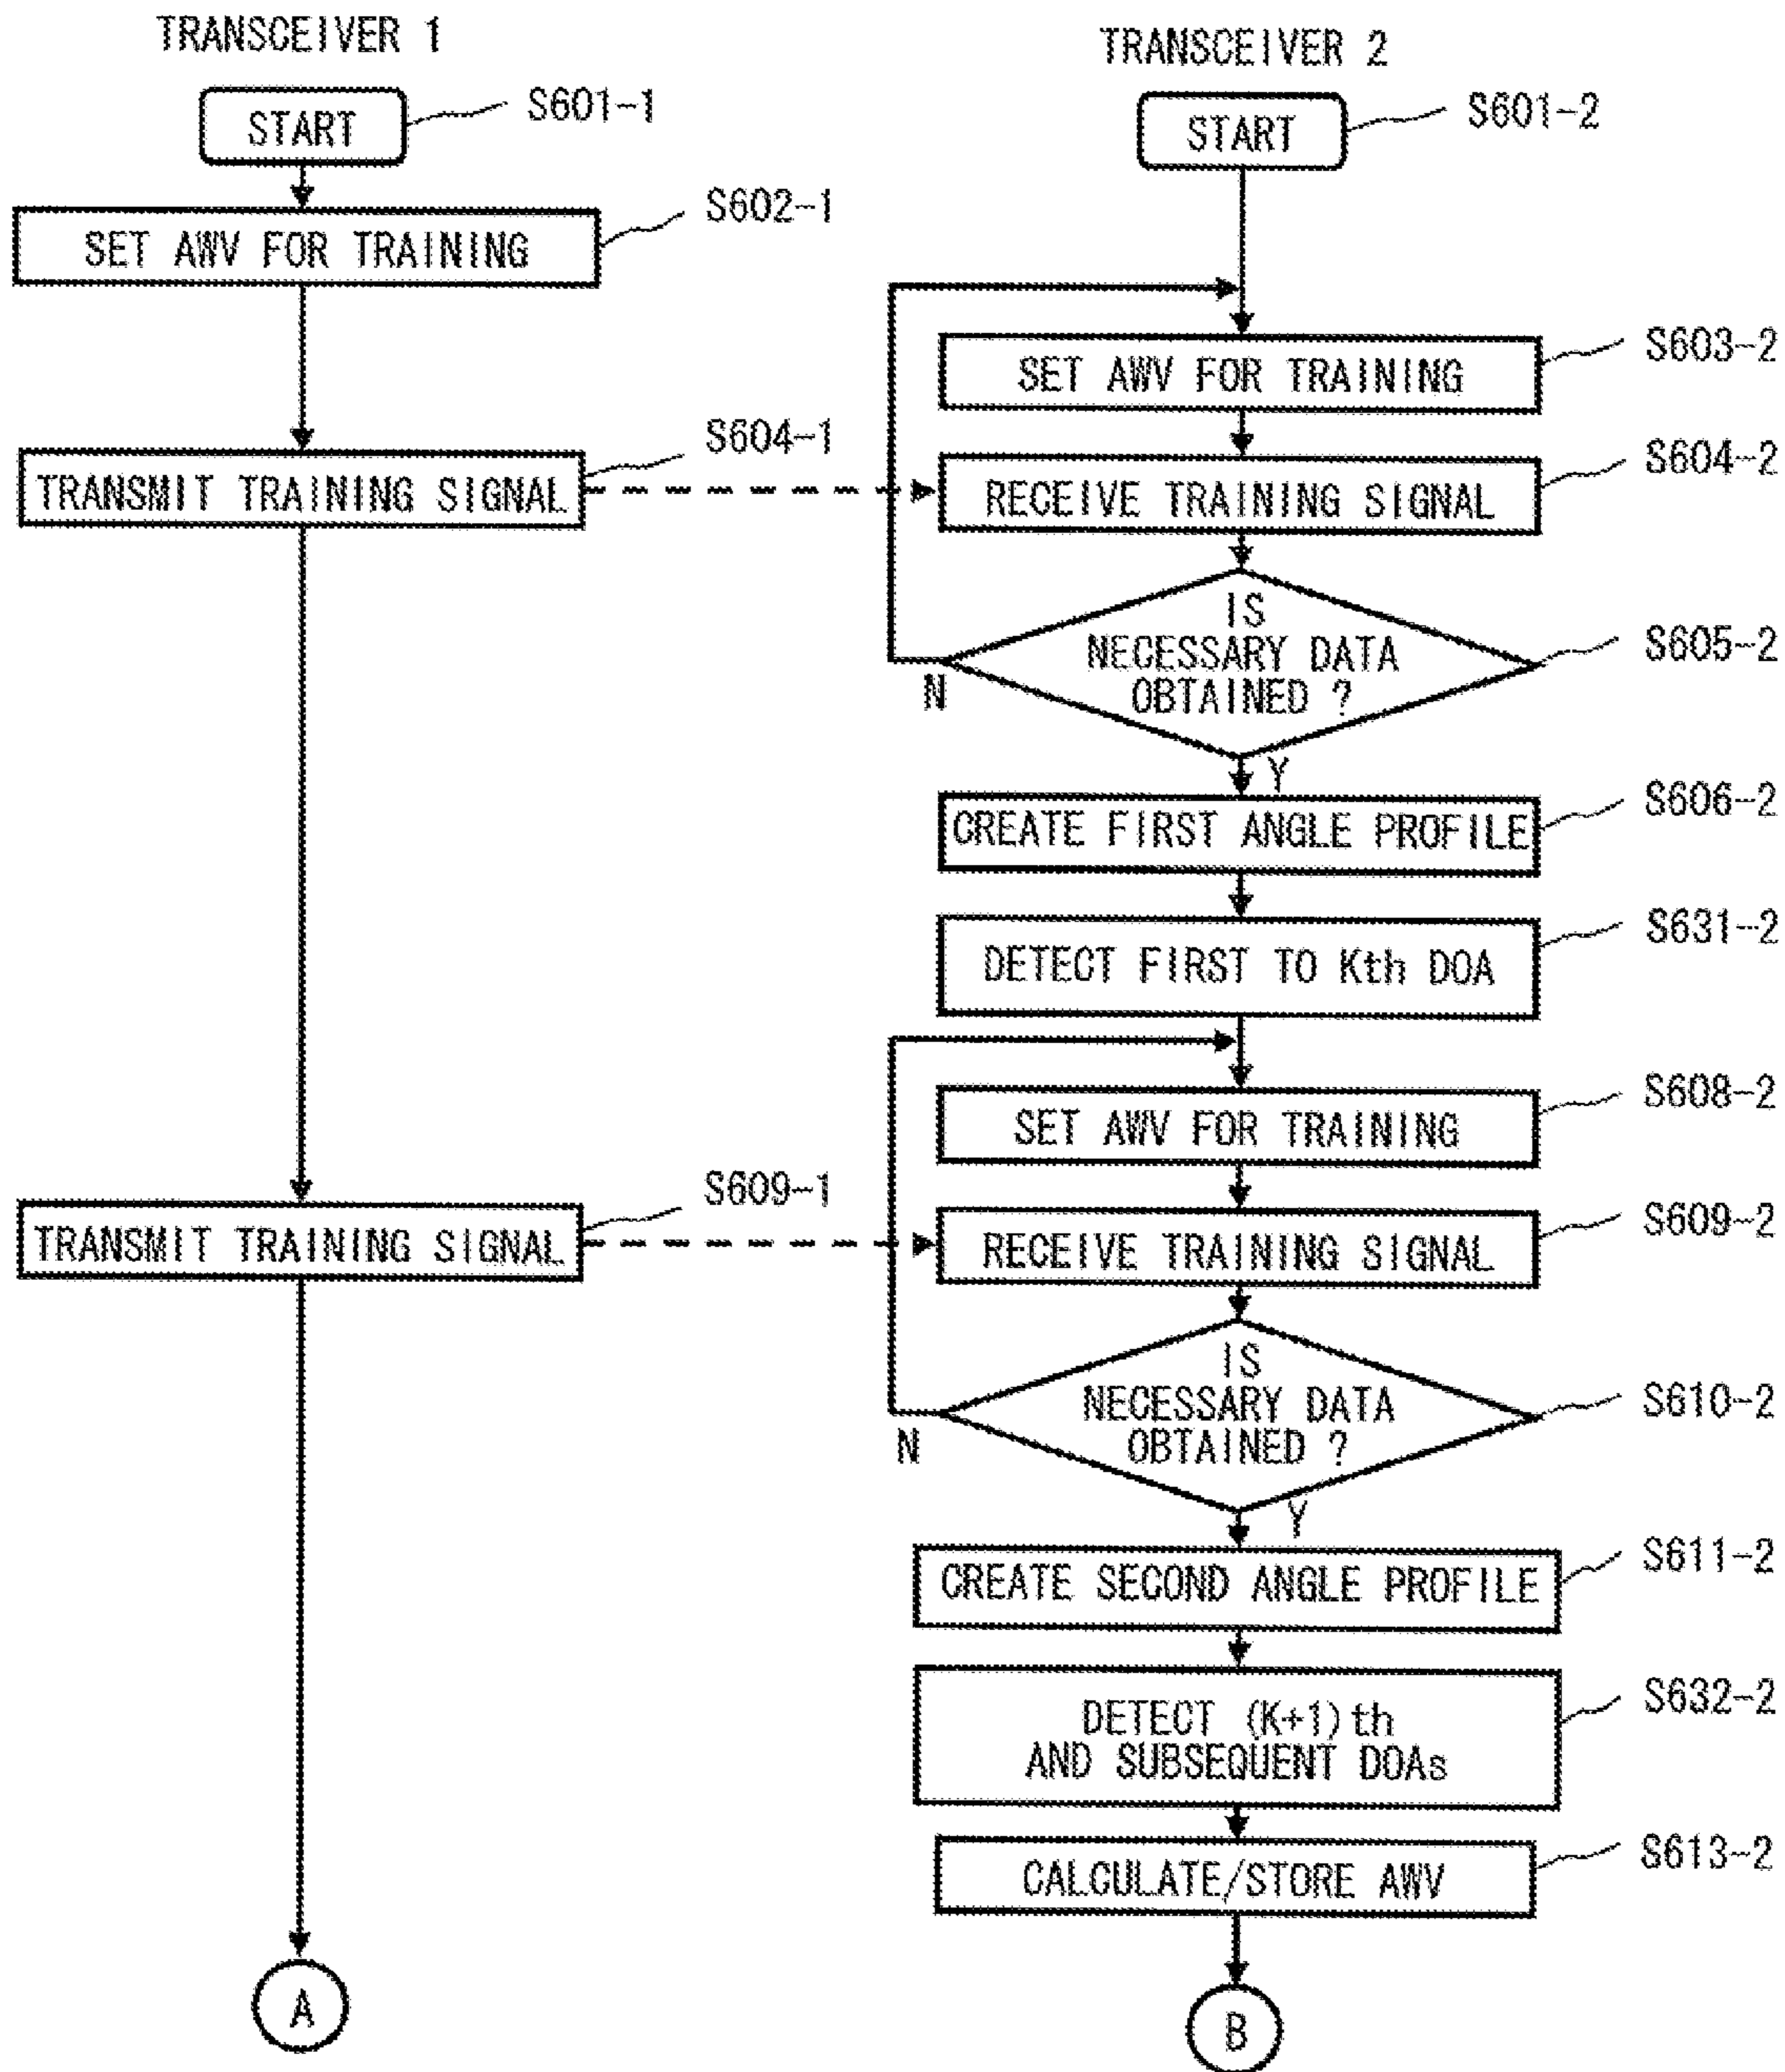 TRANSCEIVER 1
START
S601-1
SET AWV FOR TRAINING
S602-1
TRANSMIT TRAINING SIGNAL
S604-1
TRANSMIT TRAINING SIGNAL
S609-1
A
TRANSCEIVER 2
START
S601-2
SET AWV FOR TRAINING
S603-2
RECEIVE TRAINING SIGNAL
S604-2
IS
NECESSARY DATA
OBTAINED ?
S605-2
N
Y
CREATE FIRST ANGLE PROFILE
S606-2
DETECT FIRST TO Kth DOA
S631-2
SET AWV FOR TRAINING
S608-2
RECEIVE TRAINING SIGNAL
S609-2
IS
NECESSARY DATA
OBTAINED ?
S610-2
N
Y
CREATE SECOND ANGLE PROFILE
S611-2
DETECT (K+1)th
AND SUBSEQUENT DOAs
S632-2
CALCULATE/STORE AWV
S613-2
B